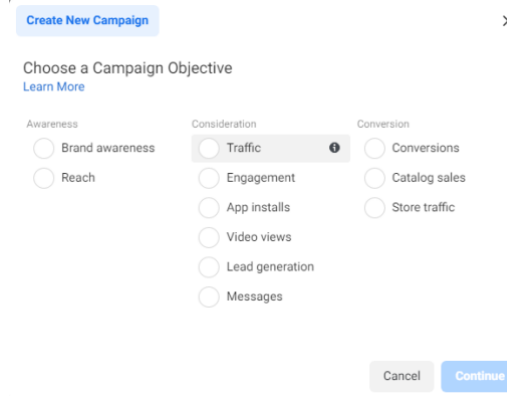 Create New Campaign
Choose a Campaign Objective
Learn More
Awareness
Brand awareness
Reach
Consideration
Traffic
Engagement
App installs
Video views
Lead generation
Messages
Conversion
Conversions
Catalog sales
Store traffic
Cancel
Continue